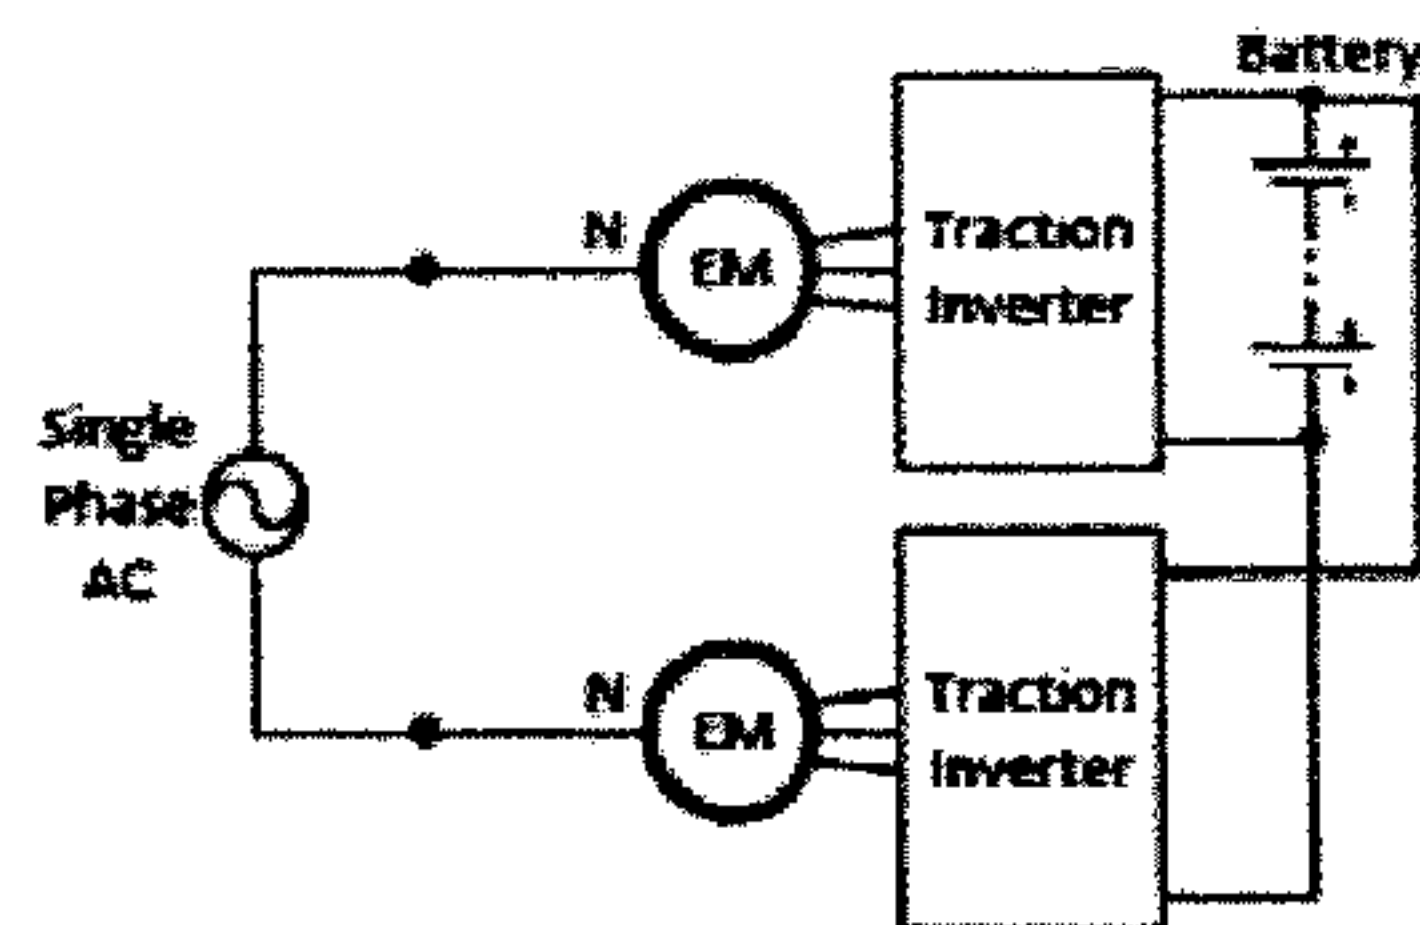 Battery
N
EM
Traction
Inverter
Single
Phase
AC
N
EM
Traction
Inverter